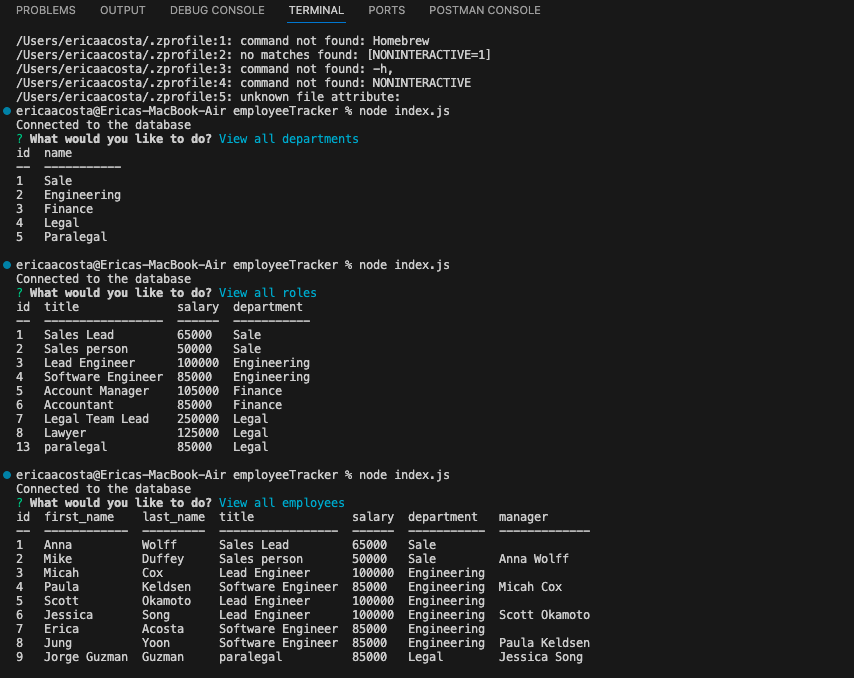 PROBLEMS OUTPUT DEBUG CONSOLE TERMINAL PORTS POSTMAN CONSOLE
/Users/ericaacosta/.zprofile:1: command not found: Homebrew
/Users/ericaacosta/.zprofile:2: no matches found: [NONINTERACTIVE=1]
/Users/ericaacosta/.zprofile:3: command not found: -h,
/Users/ericaacosta/.zprofile:4: command not found: NONINTERACTIVE
/Users/ericaacosta/.zprofile:5: unknown file attribute:
ericaacosta@Ericas-MacBook-Air employeeTracker % node index.js
Connected to the database
? What would you like to do? View all departments
id  name
--  -----------
1   Sale
2   Engineering
3   Finance
4   Legal
5   Paralegal
ericaacosta@Ericas-MacBook-Air employeeTracker % node index.js
Connected to the database
? What would you like to do? View all roles
id  title              salary  department
--  -----------------  ------  -----------
1   Sales Lead         65000   Sale
2   Sales person       50000   Sale
3   Lead Engineer      100000  Engineering
4   Software Engineer  85000   Engineering
5   Account Manager    105000  Finance
6   Accountant         85000   Finance
7   Legal Team Lead    250000  Legal
8   Lawyer             125000  Legal
13  paralegal          85000   Legal
ericaacosta@Ericas-MacBook-Air employeeTracker % node index.js
Connected to the database
? What would you like to do? View all employees
id  first_name    last_name  title              salary  department   manager
--  ------------  ---------  -----------------  ------  -----------  -------------
1   Anna          Wolff      Sales Lead         65000   Sale
2   Mike          Duffey     Sales person       50000   Sale         Anna Wolff
3   Micah         Cox        Lead Engineer      100000  Engineering
4   Paula         Keldsen    Software Engineer  85000   Engineering  Micah Cox
5   Scott         Okamoto    Lead Engineer      100000  Engineering
6   Jessica       Song       Lead Engineer      100000  Engineering  Scott Okamoto
7   Erica         Acosta     Software Engineer  85000   Engineering
8   Jung          Yoon       Software Engineer  85000   Engineering  Paula Keldsen
9   Jorge Guzman  Guzman     paralegal          85000   Legal        Jessica Song